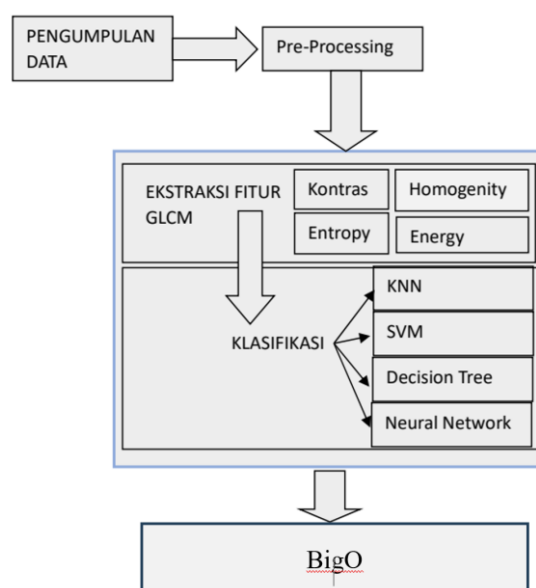 PENGUMPULAN
DATA
Pre-Processing
EKSTRAKSI FITUR
GLCM
Kontras
Homogenity
Entropy
Energy
KLASIFIKASI
KNN
SVM
Decision Tree
Neural Network
BigO